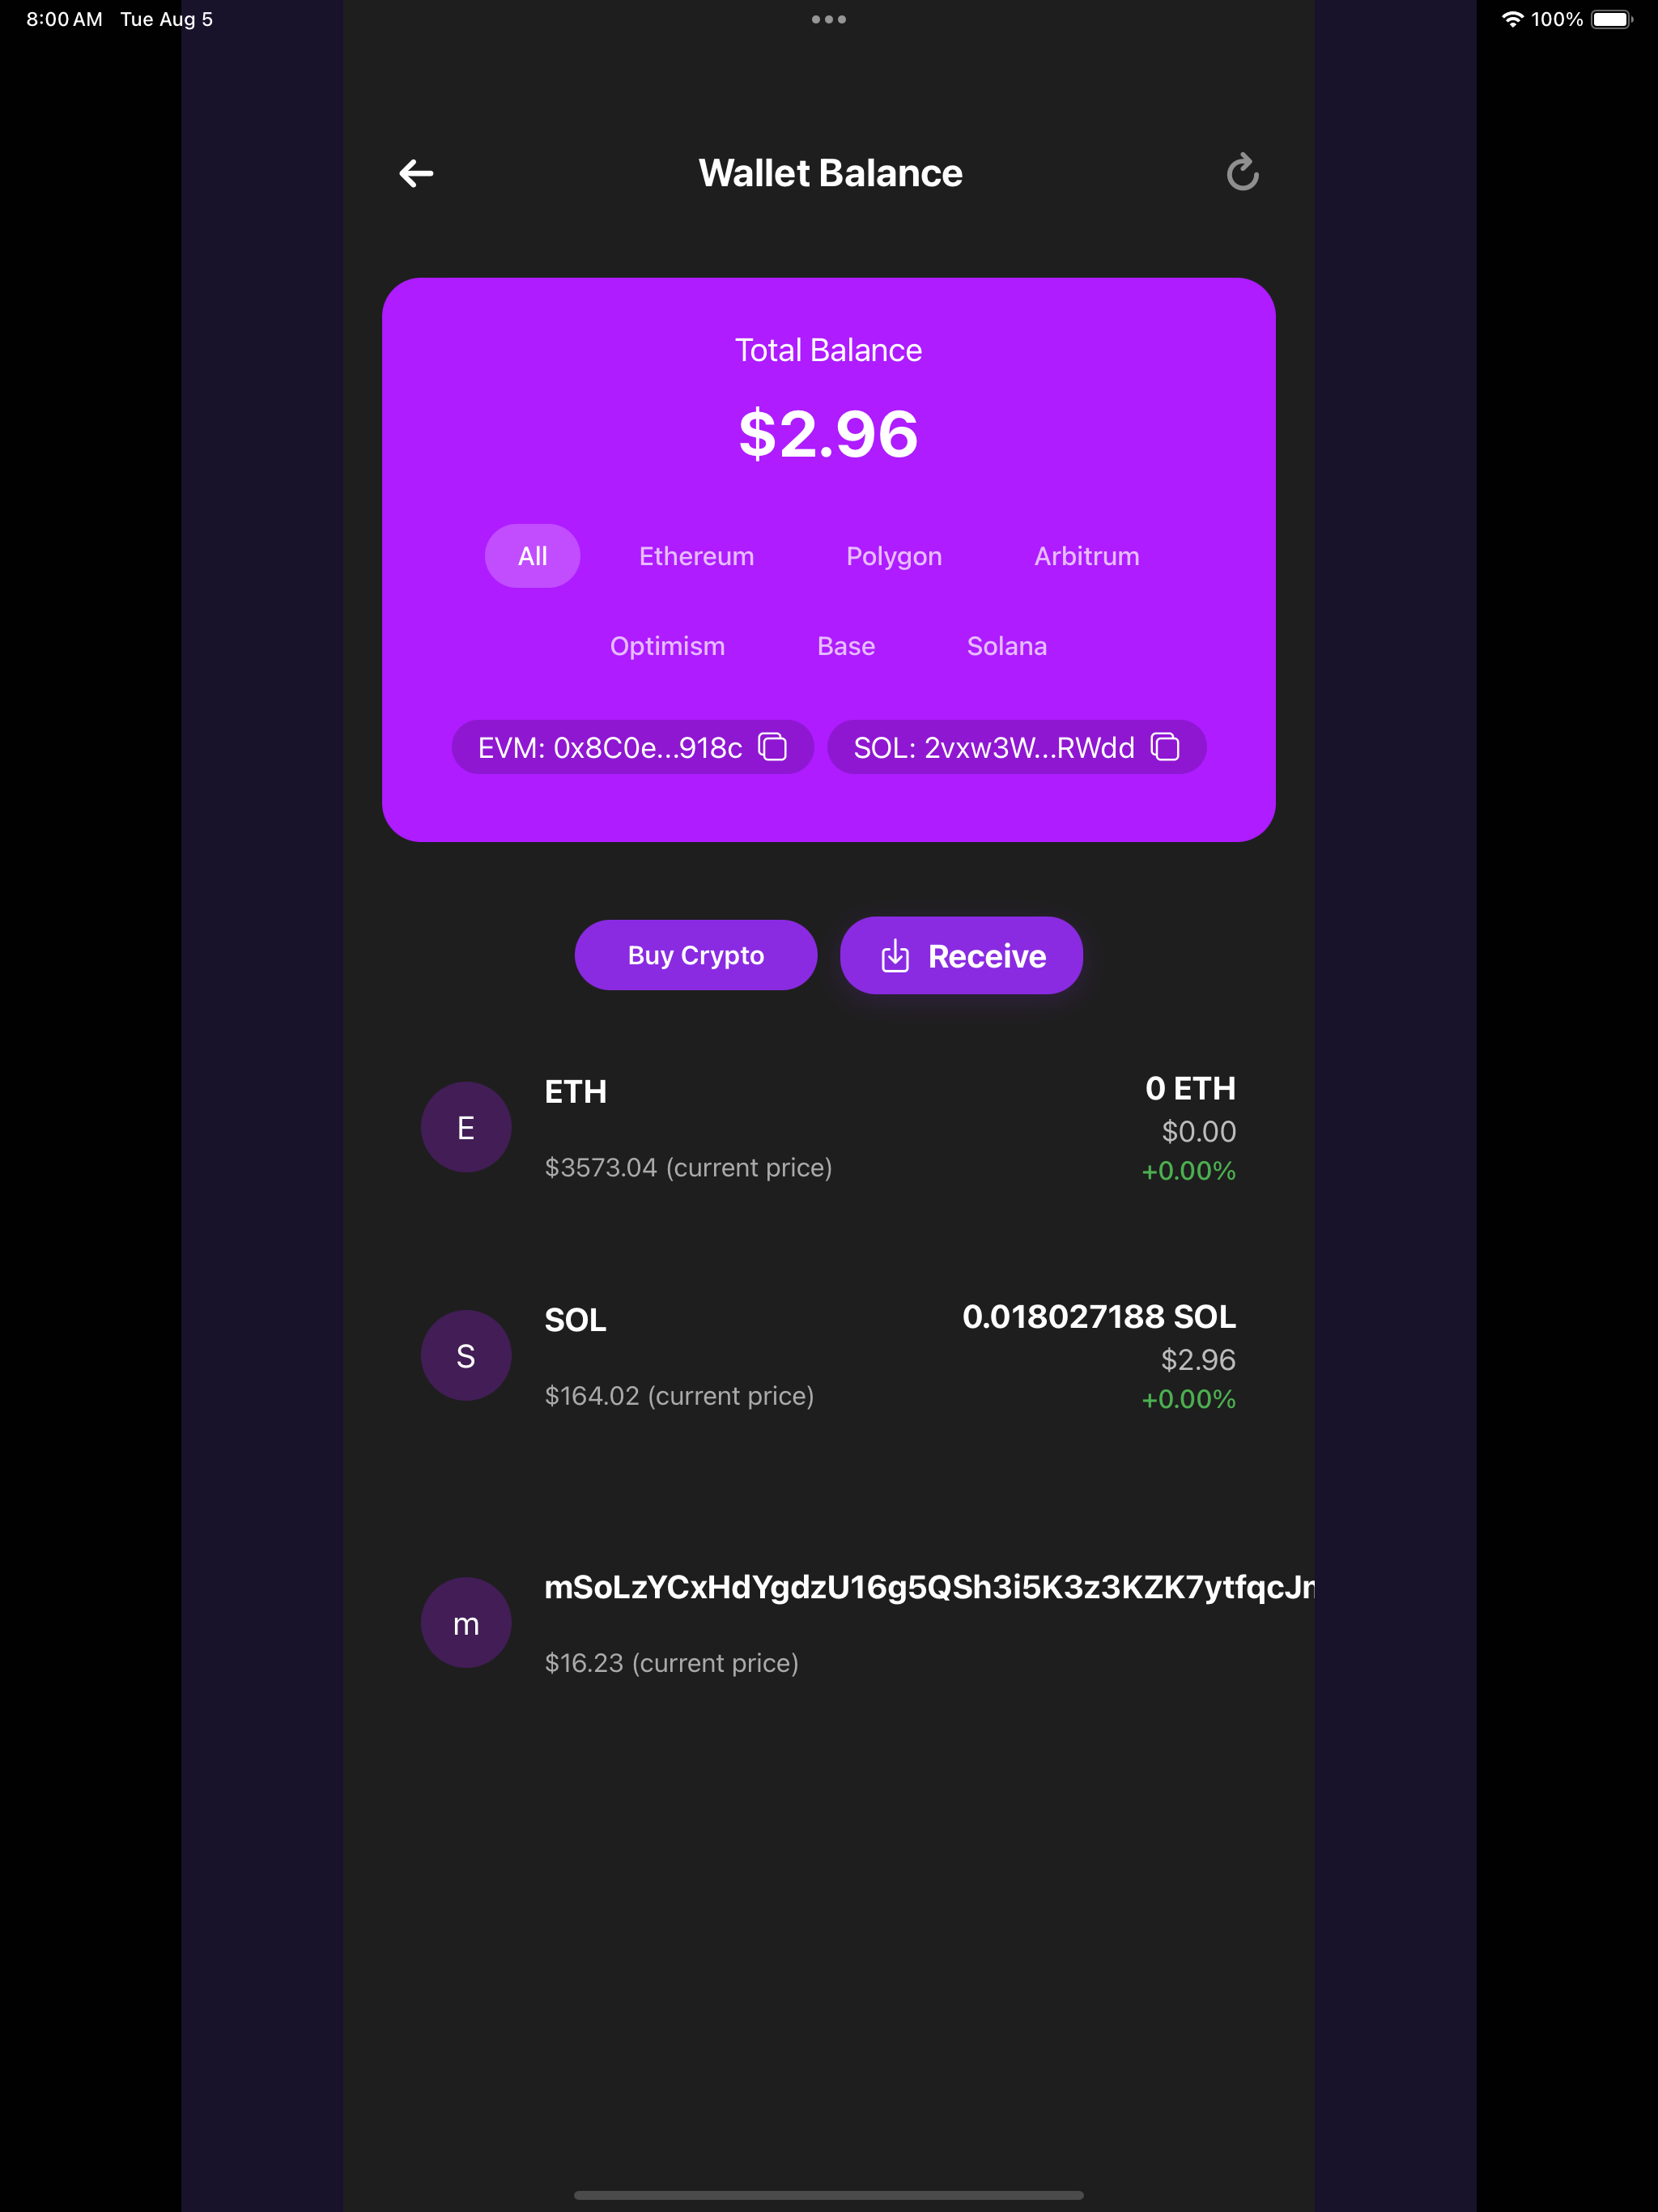 8:00 AM Tue Aug 5
100%
Wallet Balance
Total Balance
$2.96
All Ethereum Polygon Arbitrum
Optimism Base Solana
EVM: 0x8C0e...918c SOL: 2vxw3W...RWdd
Buy Crypto Receive
E
ETH
$3573.04 (current price)
0 ETH
$0.00
+0.00%
S
SOL
$164.02 (current price)
0.018027188 SOL
$2.96
+0.00%
m
mSoLzYCxHdYgdzU16g5QSh3i5K3z3KZK7ytfqcJm
$16.23 (current price)